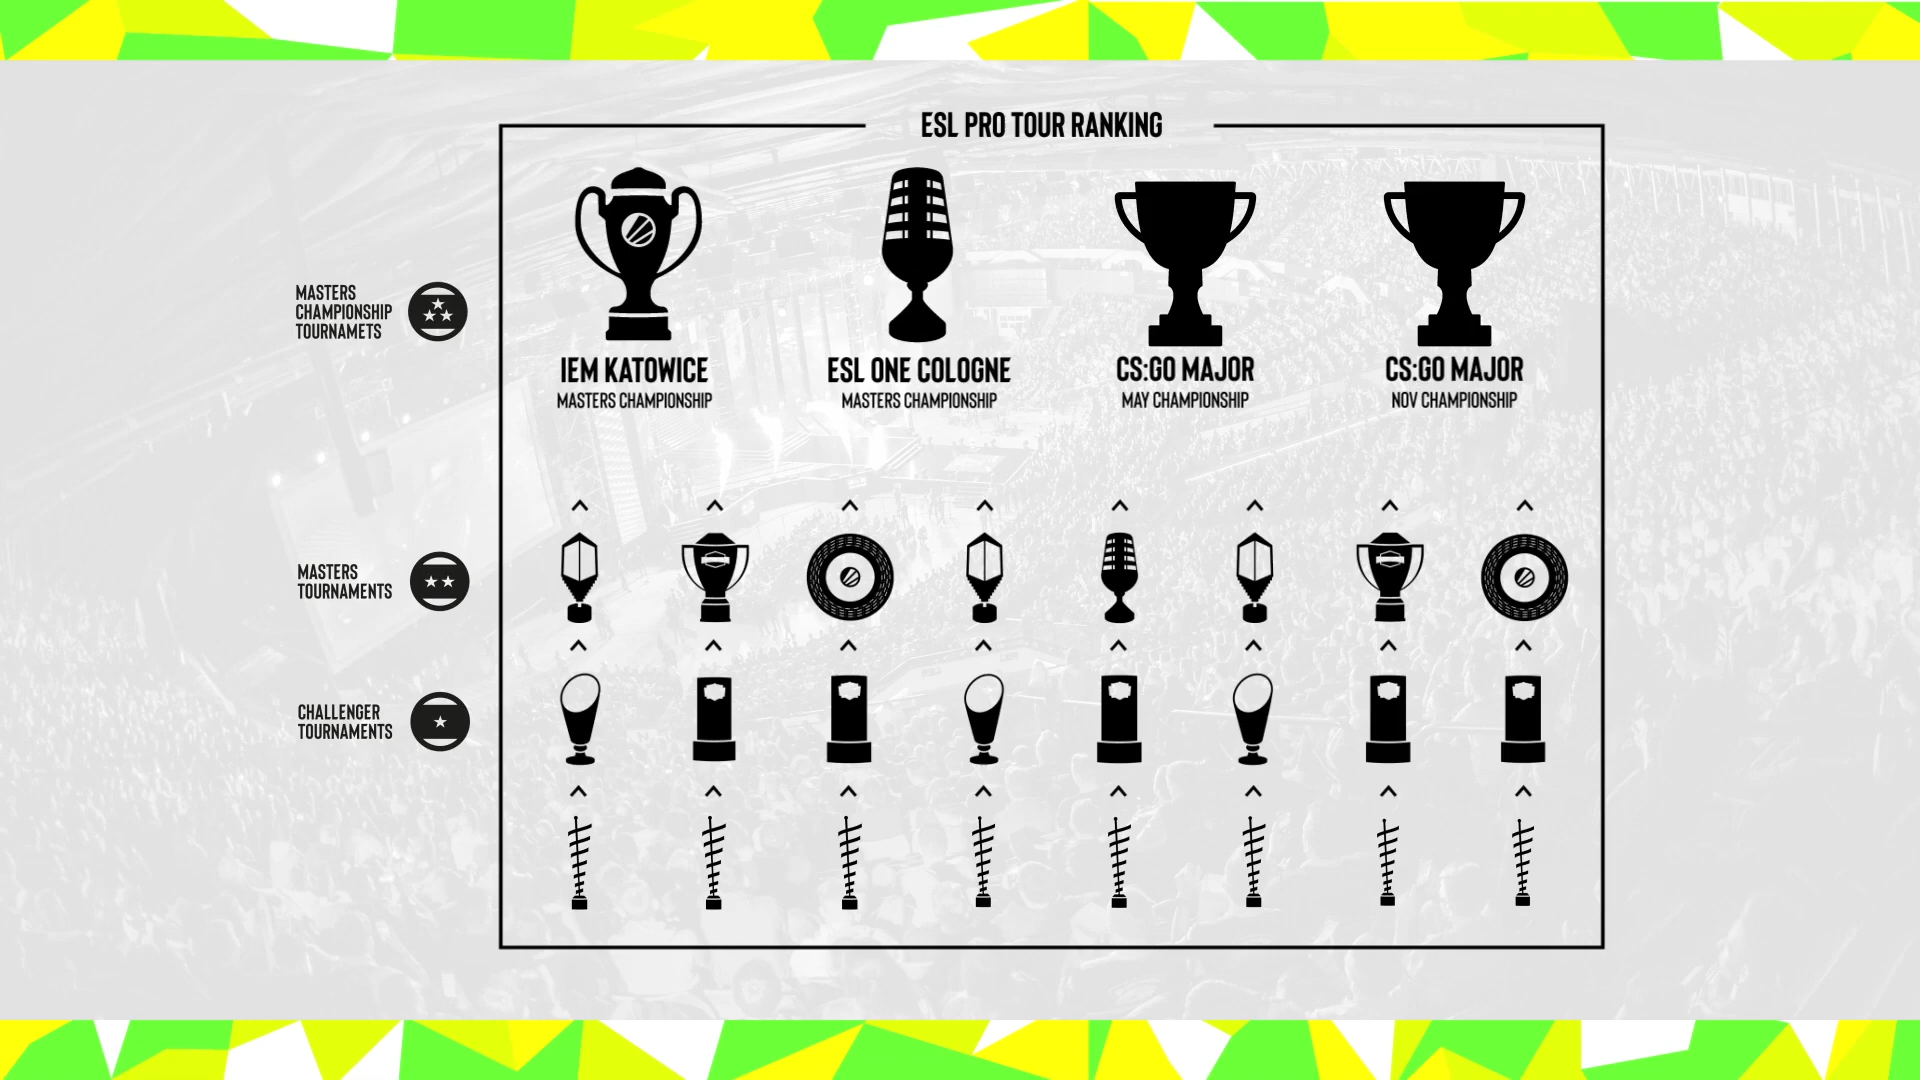 ESL PRO TOUR RANKING
MASTERS
CHAMPIONSHIP
TOURNAMETS
IEM KATOWICE
MASTERS CHAMPIONSHIP
ESL ONE COLOGNE
MASTERS CHAMPIONSHIP
CS:GO MAJOR
MAY CHAMPIONSHIP
CS:GO MAJOR
NOV CHAMPIONSHIP
MASTERS
TOURNAMENTS
CHALLENGER
TOURNAMENTS